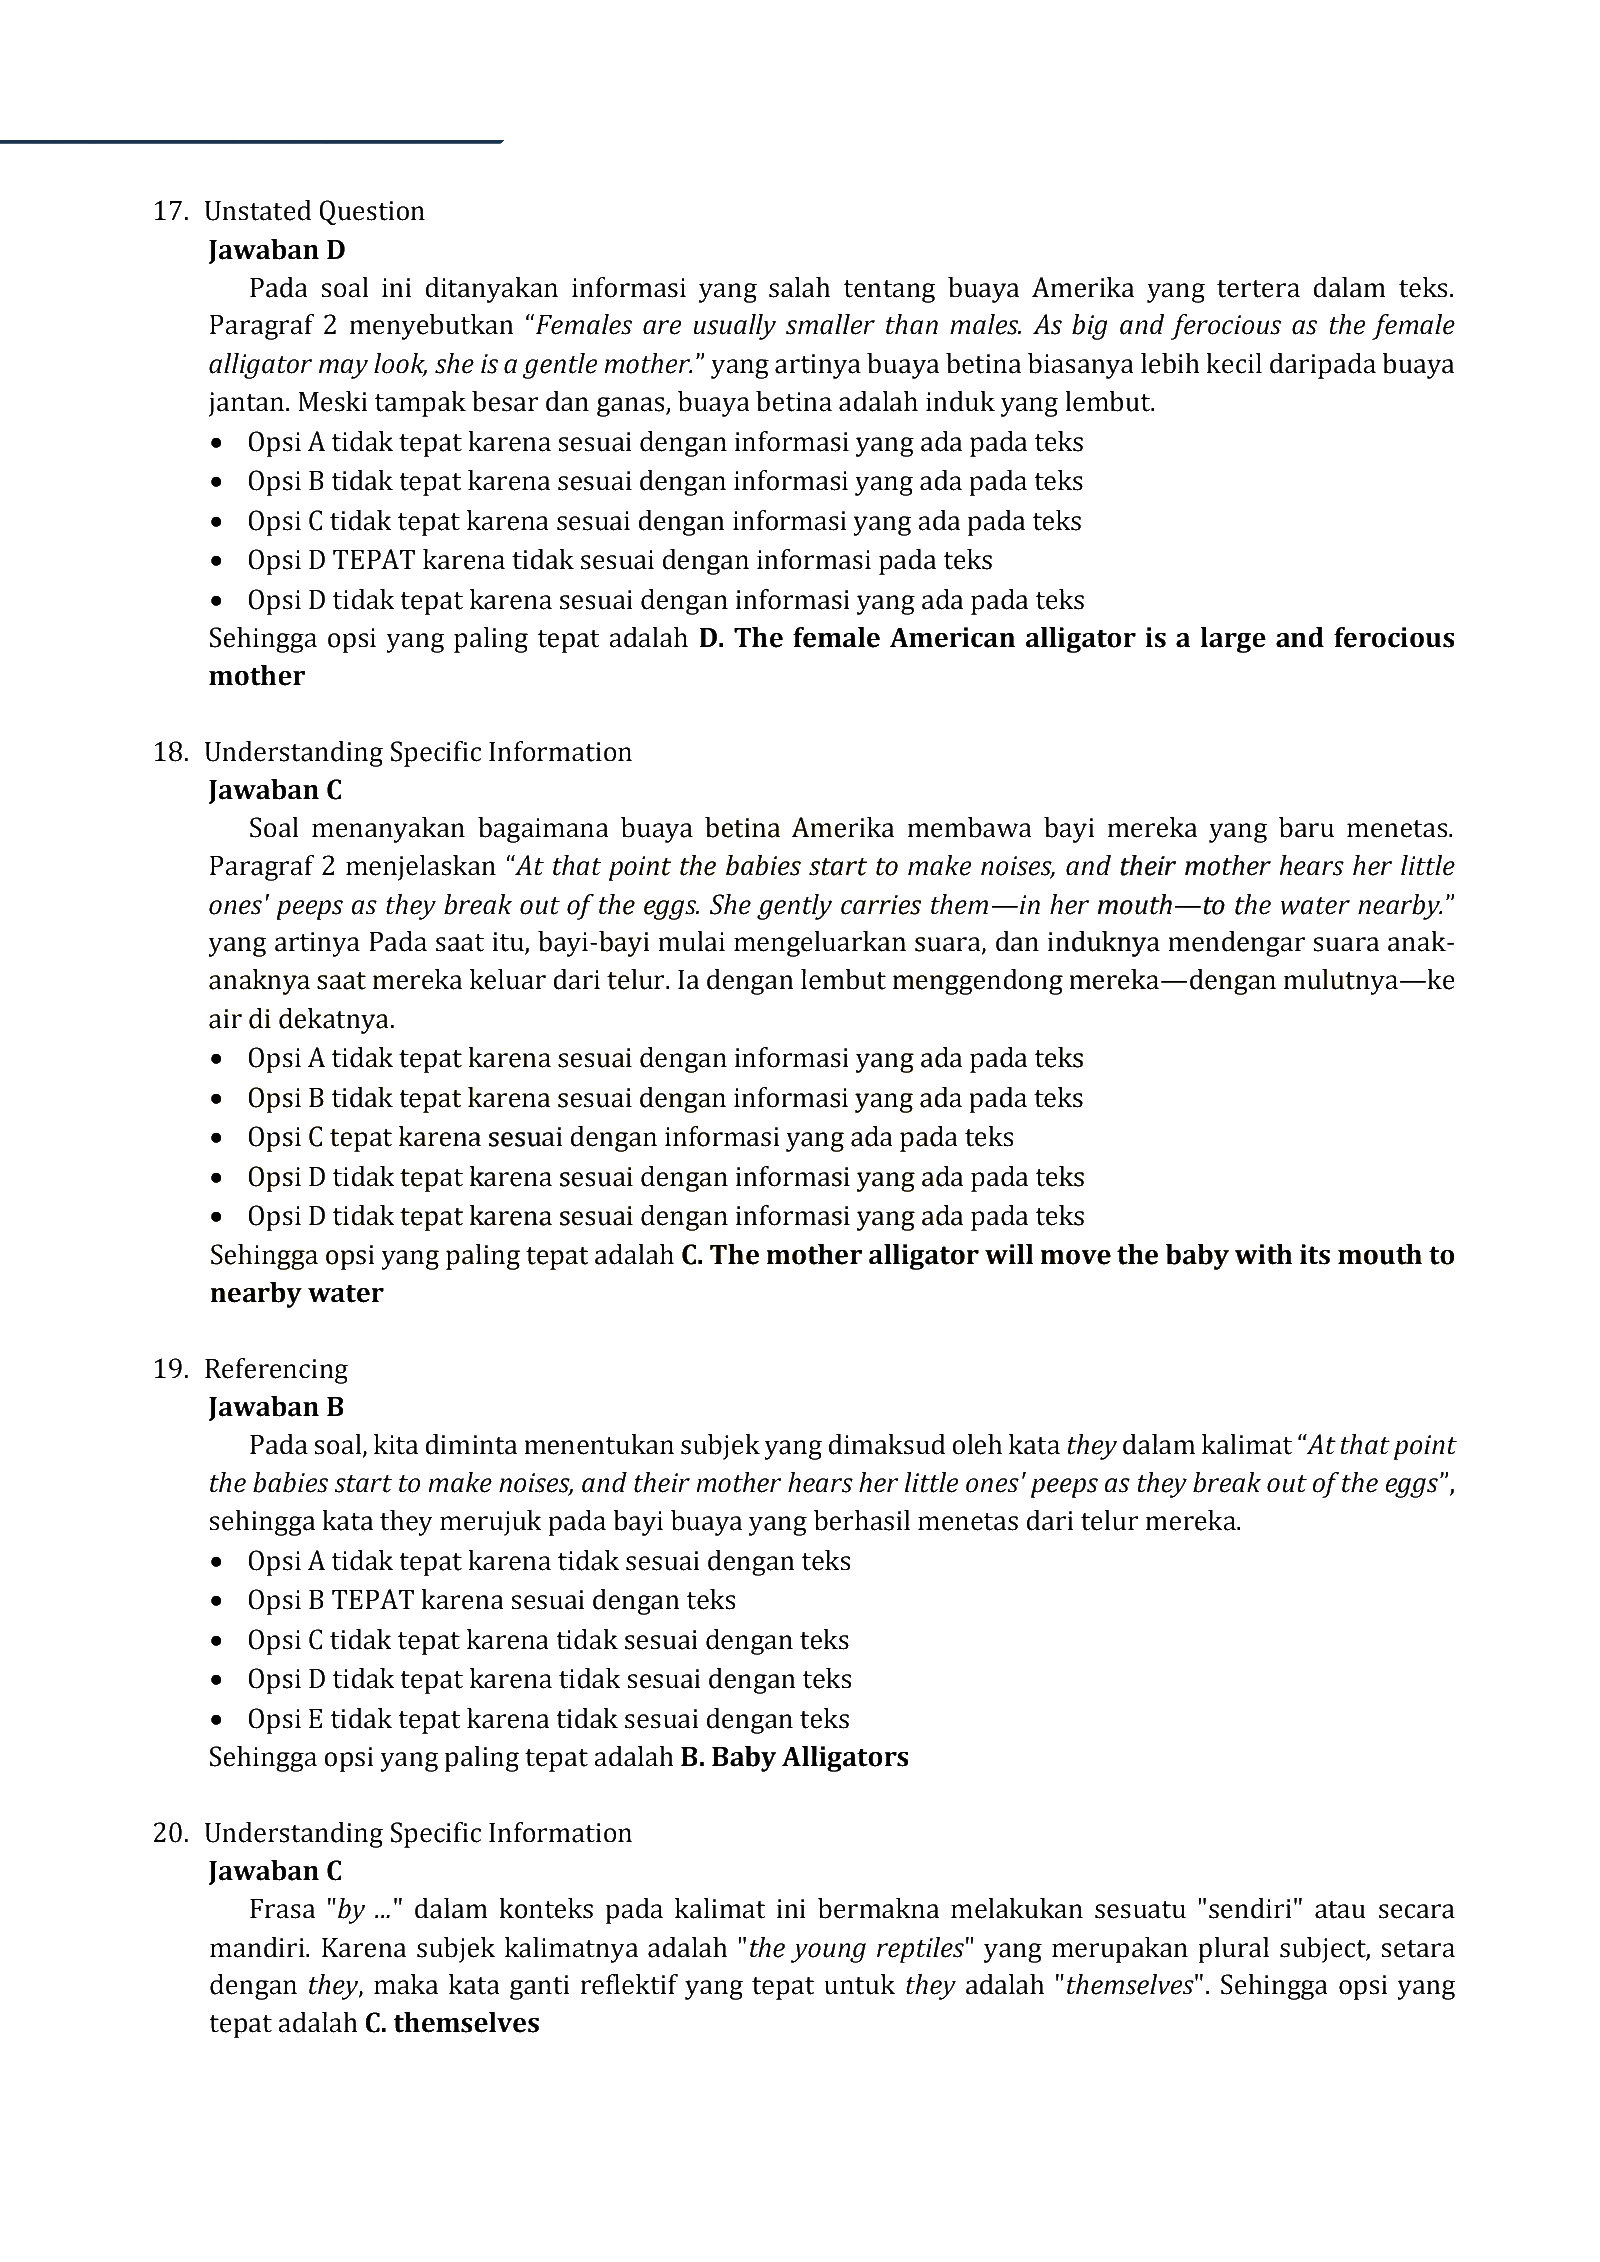 17. Unstated Question
Jawaban D
Pada soal ini ditanyakan informasi yang salah tentang buaya Amerika yang tertera dalam teks.
Paragraf 2 menyebutkan “Females are usually smaller than males. As big and ferocious as the female
alligator may look, she is a gentle mother.” yang artinya buaya betina biasanya lebih kecil daripada buaya
jantan. Meski tampak besar dan ganas, buaya betina adalah induk yang lembut.
• Opsi A tidak tepat karena sesuai dengan informasi yang ada pada teks
• Opsi B tidak tepat karena sesuai dengan informasi yang ada pada teks
• Opsi C tidak tepat karena sesuai dengan informasi yang ada pada teks
• Opsi D TEPAT karena tidak sesuai dengan informasi pada teks
• Opsi D tidak tepat karena sesuai dengan informasi yang ada pada teks
Sehingga opsi yang paling tepat adalah D. The female American alligator is a large and ferocious
mother
18. Understanding Specific Information
Jawaban C
Soal menanyakan bagaimana buaya betina Amerika membawa bayi mereka yang baru menetas.
Paragraf 2 menjelaskan “At that point the babies start to make noises, and their mother hears her little
ones' peeps as they break out of the eggs. She gently carries them—in her mouth—to the water nearby.”
yang artinya Pada saat itu, bayi-bayi mulai mengeluarkan suara, dan induknya mendengar suara anak-
anaknya saat mereka keluar dari telur. Ia dengan lembut menggendong mereka—dengan mulutnya—ke
air di dekatnya.
• Opsi A tidak tepat karena sesuai dengan informasi yang ada pada teks
• Opsi B tidak tepat karena sesuai dengan informasi yang ada pada teks
• Opsi C tepat karena sesuai dengan informasi yang ada pada teks
• Opsi D tidak tepat karena sesuai dengan informasi yang ada pada teks
• Opsi D tidak tepat karena sesuai dengan informasi yang ada pada teks
Sehingga opsi yang paling tepat adalah C. The mother alligator will move the baby with its mouth to
nearby water
19. Referencing
Jawaban B
Pada soal, kita diminta menentukan subjek yang dimaksud oleh kata they dalam kalimat “At that point
the babies start to make noises, and their mother hears her little ones' peeps as they break out of the eggs”,
sehingga kata they merujuk pada bayi buaya yang berhasil menetas dari telur mereka.
• Opsi A tidak tepat karena tidak sesuai dengan teks
• Opsi B TEPAT karena sesuai dengan teks
• Opsi C tidak tepat karena tidak sesuai dengan teks
• Opsi D tidak tepat karena tidak sesuai dengan teks
• Opsi E tidak tepat karena tidak sesuai dengan teks
Sehingga opsi yang paling tepat adalah B. Baby Alligators
20. Understanding Specific Information
Jawaban C
Frasa "by ..." dalam konteks pada kalimat ini bermakna melakukan sesuatu "sendiri" atau secara
mandiri. Karena subjek kalimatnya adalah "the young reptiles" yang merupakan plural subject, setara
dengan they, maka kata ganti reflektif yang tepat untuk they adalah "themselves". Sehingga opsi yang
tepat adalah C. themselves